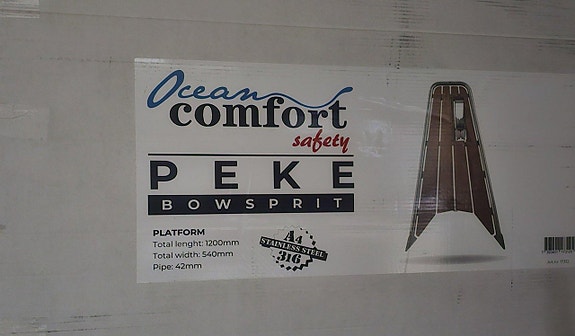 Ocean
comfort
safety
PEKE
BOWSPRIT
PLATFORM
Total lenght: 1200mm
Total width: 540mm
Pipe: 42mm
A4
STAINLESS STEEL
316